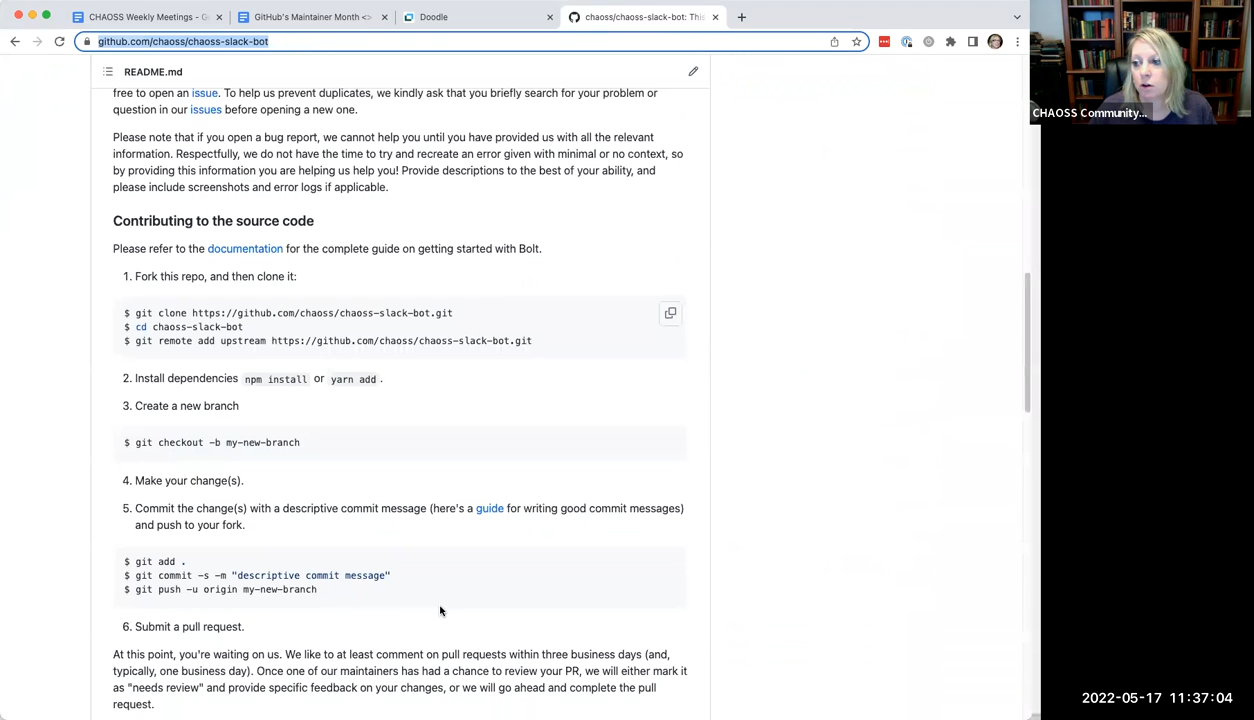 CHAOSS Weekly Meetings - G
GitHub's Maintainer Month <>
Doodle
chaoss/chaoss-slack-bot: This
github.com/chaoss/chaoss-slack-bot
README.md
free to open an issue. To help us prevent duplicates, we kindly ask that you briefly search for your problem or
question in our issues before opening a new one.
Please note that if you open a bug report, we cannot help you until you have provided us with all the relevant
information. Respectfully, we do not have the time to try and recreate an error given with minimal or no context, so
by providing this information you are helping us help you! Provide descriptions to the best of your ability, and
please include screenshots and error logs if applicable.
Contributing to the source code
Please refer to the documentation for the complete guide on getting started with Bolt.
1. Fork this repo, and then clone it:
$ git clone https://github.com/chaoss/chaoss-slack-bot.git
$ cd chaoss-slack-bot
$ git remote add upstream https://github.com/chaoss/chaoss-slack-bot.git
2. Install dependencies npm install or yarn add .
3. Create a new branch
$ git checkout -b my-new-branch
4. Make your change(s).
5. Commit the change(s) with a descriptive commit message (here's a guide for writing good commit messages)
and push to your fork.
$ git add .
$ git commit -s -m "descriptive commit message"
$ git push -u origin my-new-branch
6. Submit a pull request.
At this point, you're waiting on us. We like to at least comment on pull requests within three business days (and,
typically, one business day). Once one of our maintainers has had a chance to review your PR, we will either mark it
as "needs review" and provide specific feedback on your changes, or we will go ahead and complete the pull
request.
CHAOSS Community...
2022-05-17 11:37:04